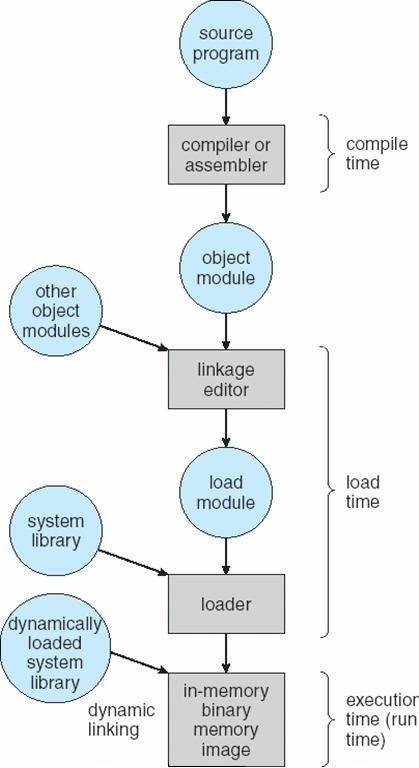 source
program
compiler or
assembler
compile
time
object
module
other
object
modules
linkage
editor
load
module
load
time
system
library
loader
dynamically
loaded
system
library
dynamic
linking
in-memory
binary
memory
image
execution
time (run
time)